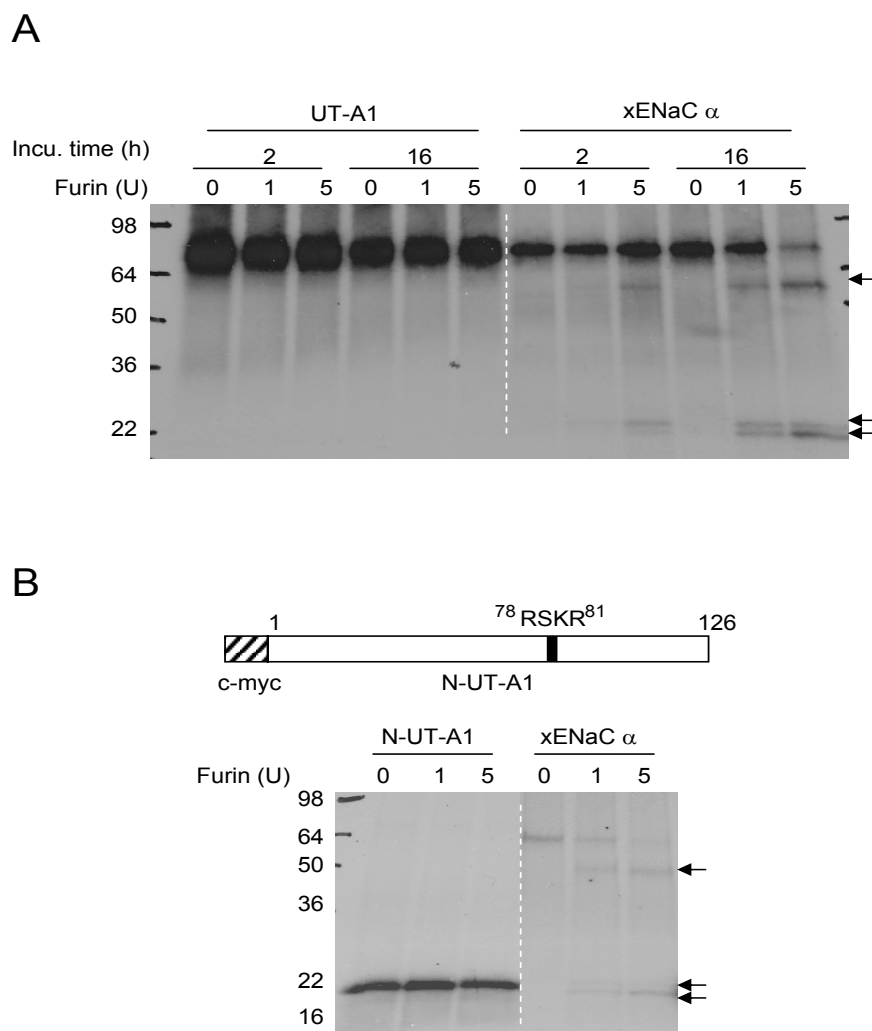 A
UT-A1 xENaC α
Incu. time (h) 2 16 2 16
Furin (U) 0 1 5 0 1 5 0 1 5 0 1 5
98
64
50
36
22
B
1 ⁷⁸RSKR⁸¹ 126
c-myc N-UT-A1
N-UT-A1 xENaC α
Furin (U) 0 1 5 0 1 5
98
64
50
36
22
16